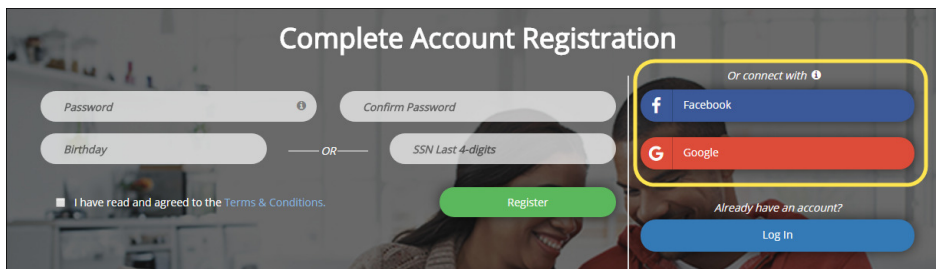 Complete Account Registration
Password
Confirm Password
Birthday
OR
SSN Last 4-digits
I have read and agreed to the Terms & Conditions.
Register
Or connect with
Facebook
Google
Already have an account?
Log In